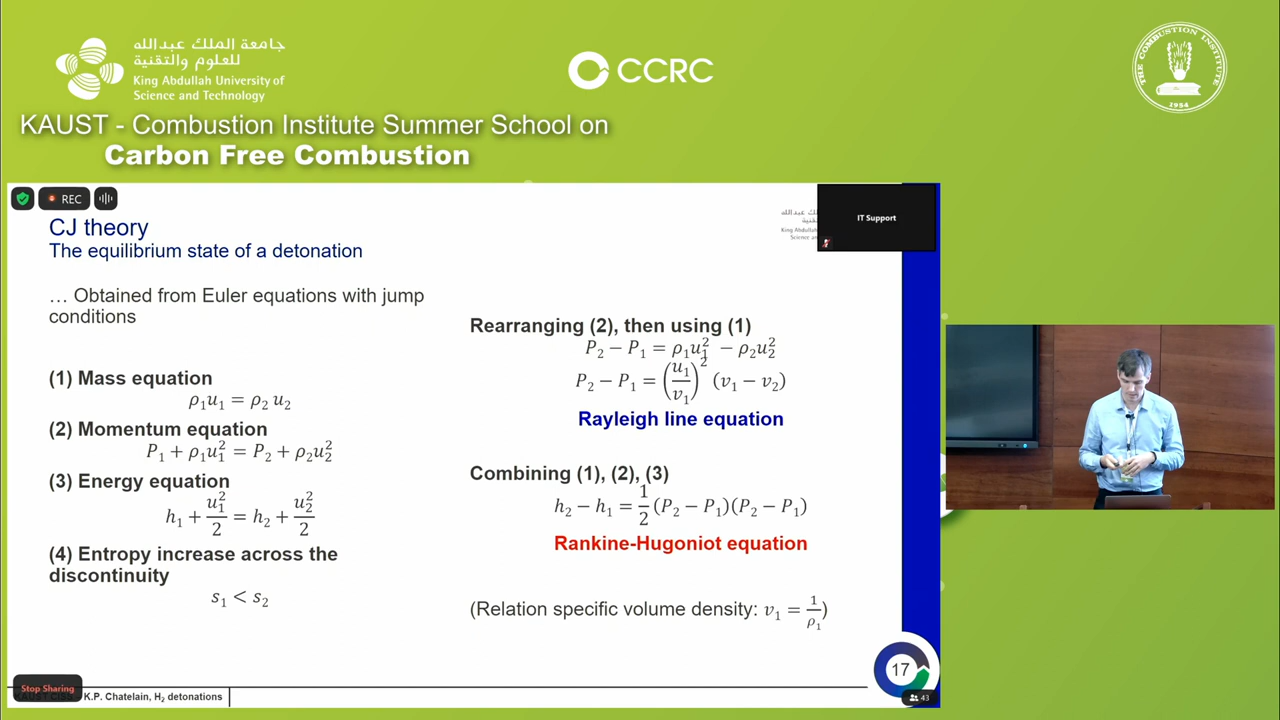 جامعة الملك عبدالله
للعلوم والتقنية
King Abdullah University of
Science and Technology
CCRC
THE COMBUSTION INSTITUTE
1954
KAUST - Combustion Institute Summer School on
Carbon Free Combustion
REC
IT Support
CJ theory
The equilibrium state of a detonation
… Obtained from Euler equations with jump
conditions
(1) Mass equation
ρ₁u₁ = ρ₂ u₂
(2) Momentum equation
P₁ + ρ₁u₁² = P₂ + ρ₂u₂²
(3) Energy equation
h₁ + u₁²/2 = h₂ + u₂²/2
(4) Entropy increase across the
discontinuity
s₁ < s₂
Rearranging (2), then using (1)
P₂ − P₁ = ρ₁u₁² − ρ₂u₂²
P₂ − P₁ = (u₁/v₁)² (v₁ − v₂)
Rayleigh line equation
Combining (1), (2), (3)
h₂ − h₁ = 1/2 (P₂ − P₁)(P₂ − P₁)
Rankine-Hugoniot equation
(Relation specific volume density: v₁ = 1/ρ₁)
17
Stop Sharing
K.P. Chatelain, H₂ detonations
43